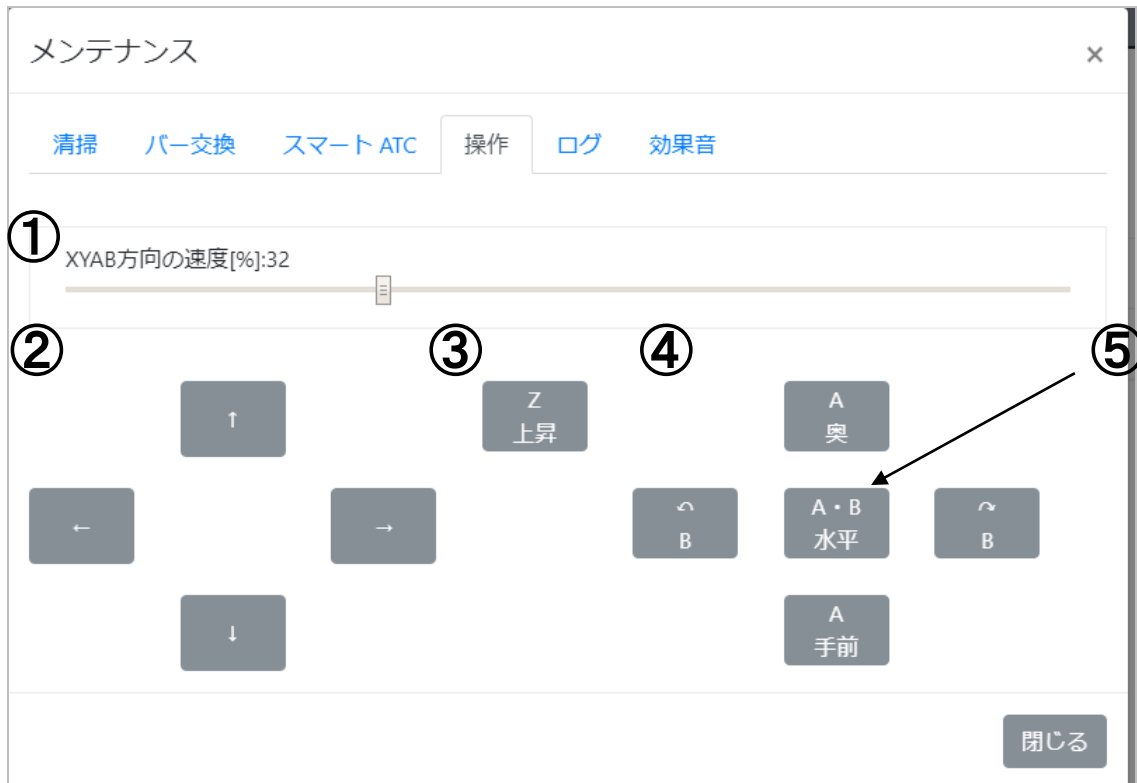 メンテナンス
×
清掃 バー交換 スマート ATC 操作 ログ 効果音
①
XYAB方向の速度[%]:32
② ③ ④ ⑤
↑
Z
上昇
A
奥
← →
↶
B
A・B
水平
↷
B
↓
A
手前
閉じる